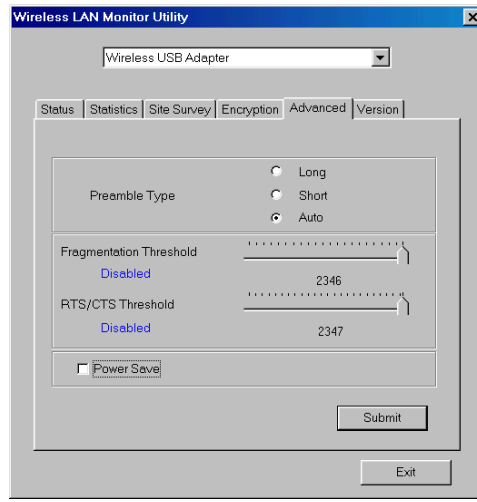 Wireless LAN Monitor Utility
Wireless USB Adapter
Status Statistics Site Survey Encryption Advanced Version
Long
Preamble Type Short
Auto
Fragmentation Threshold
Disabled 2346
RTS/CTS Threshold
Disabled 2347
Power Save
Submit
Exit